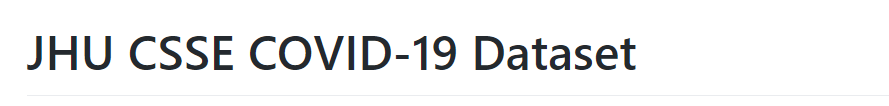 JHU CSSE COVID-19 Dataset